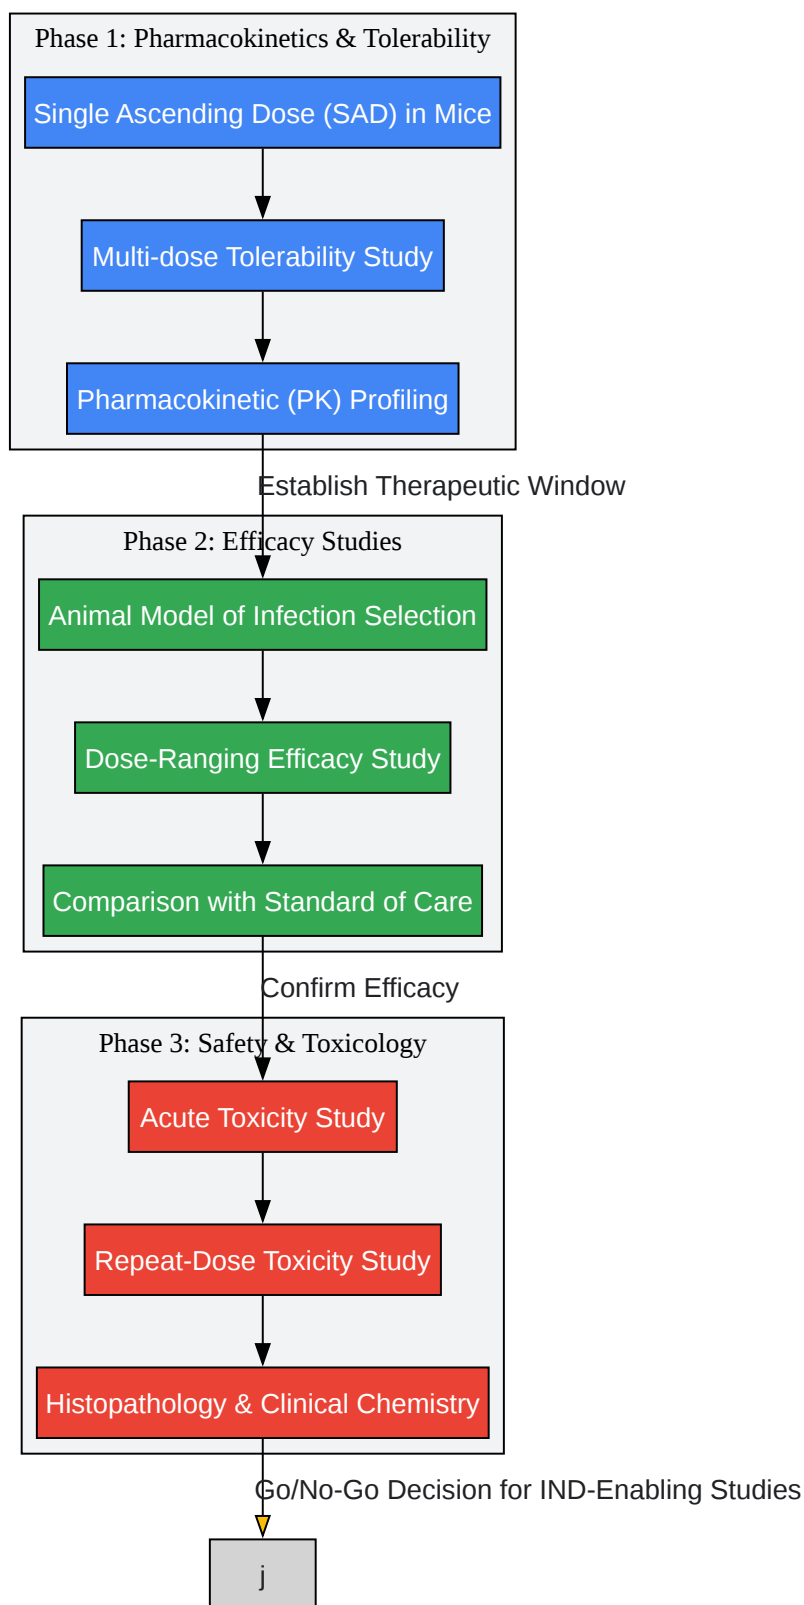 Phase 1: Pharmacokinetics & Tolerability
Single Ascending Dose (SAD) in Mice
Multi-dose Tolerability Study
Pharmacokinetic (PK) Profiling
Establish Therapeutic Window
Phase 2: Efficacy Studies
Animal Model of Infection Selection
Dose-Ranging Efficacy Study
Comparison with Standard of Care
Confirm Efficacy
Phase 3: Safety & Toxicology
Acute Toxicity Study
Repeat-Dose Toxicity Study
Histopathology & Clinical Chemistry
Go/No-Go Decision for IND-Enabling Studies
j